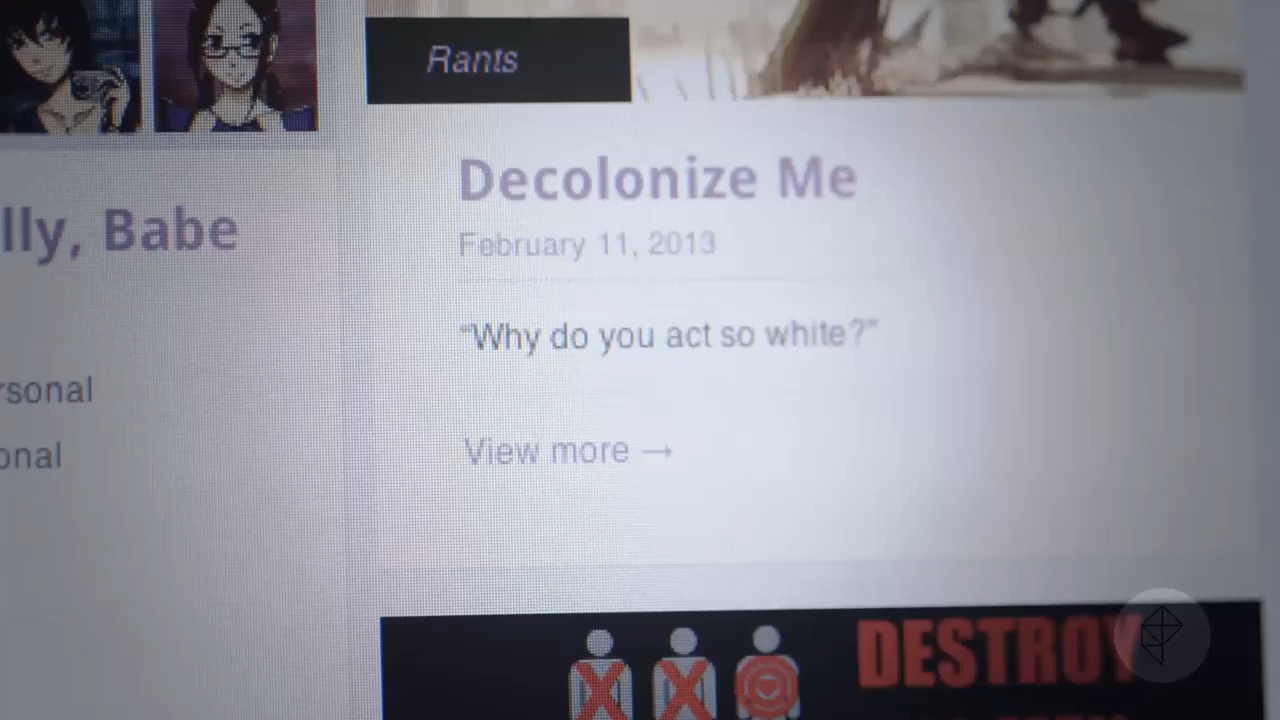 Rants
Decolonize Me
February 11, 2013
"Why do you act so white?"
View more →
lly, Babe
rsonal
onal
DESTROY